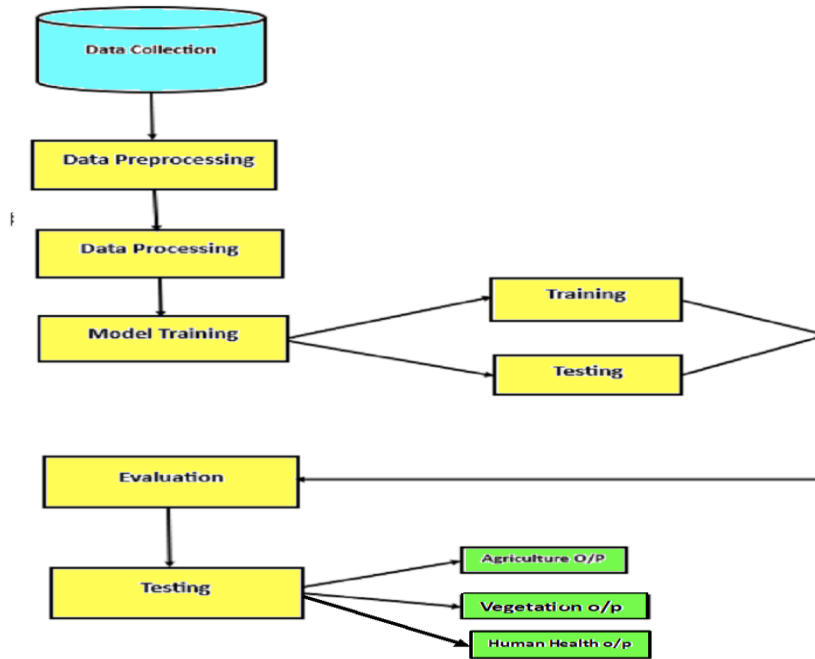 Data Collection
Data Preprocessing
Data Processing
Model Training
Training
Testing
Evaluation
Testing
Agriculture O/P
Vegetation o/p
Human Health o/p